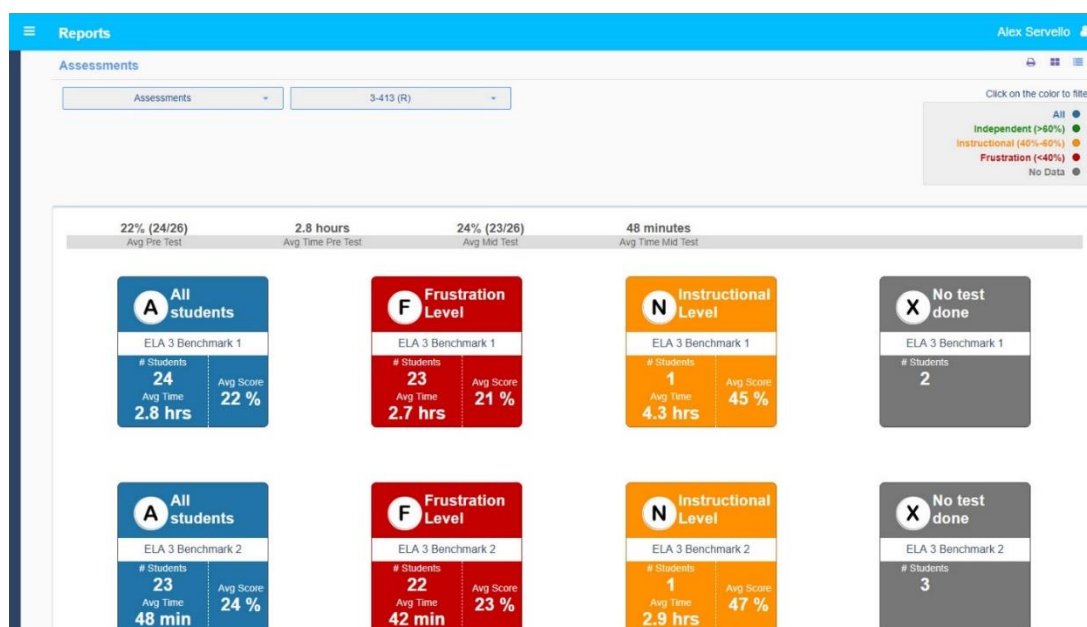 Reports
Alex Servello
Assessments
Assessments
3-413 (R)
Click on the color to filte
All
Independent (>60%)
Instructional (40%-60%)
Frustration (<40%)
No Data
22% (24/26)
Avg Pre Test
2.8 hours
Avg Time Pre Test
24% (23/26)
Avg Mid Test
48 minutes
Avg Time Mid Test
A
All
students
ELA 3 Benchmark 1
# Students
24
Avg Time
2.8 hrs
Avg Score
22 %
F
Frustration
Level
ELA 3 Benchmark 1
# Students
23
Avg Time
2.7 hrs
Avg Score
21 %
N
Instructional
Level
ELA 3 Benchmark 1
# Students
1
Avg Time
4.3 hrs
Avg Score
45 %
X
No test
done
ELA 3 Benchmark 1
# Students
2
A
All
students
ELA 3 Benchmark 2
# Students
23
Avg Time
48 min
Avg Score
24 %
F
Frustration
Level
ELA 3 Benchmark 2
# Students
22
Avg Time
42 min
Avg Score
23 %
N
Instructional
Level
ELA 3 Benchmark 2
# Students
1
Avg Time
2.9 hrs
Avg Score
47 %
X
No test
done
ELA 3 Benchmark 2
# Students
3